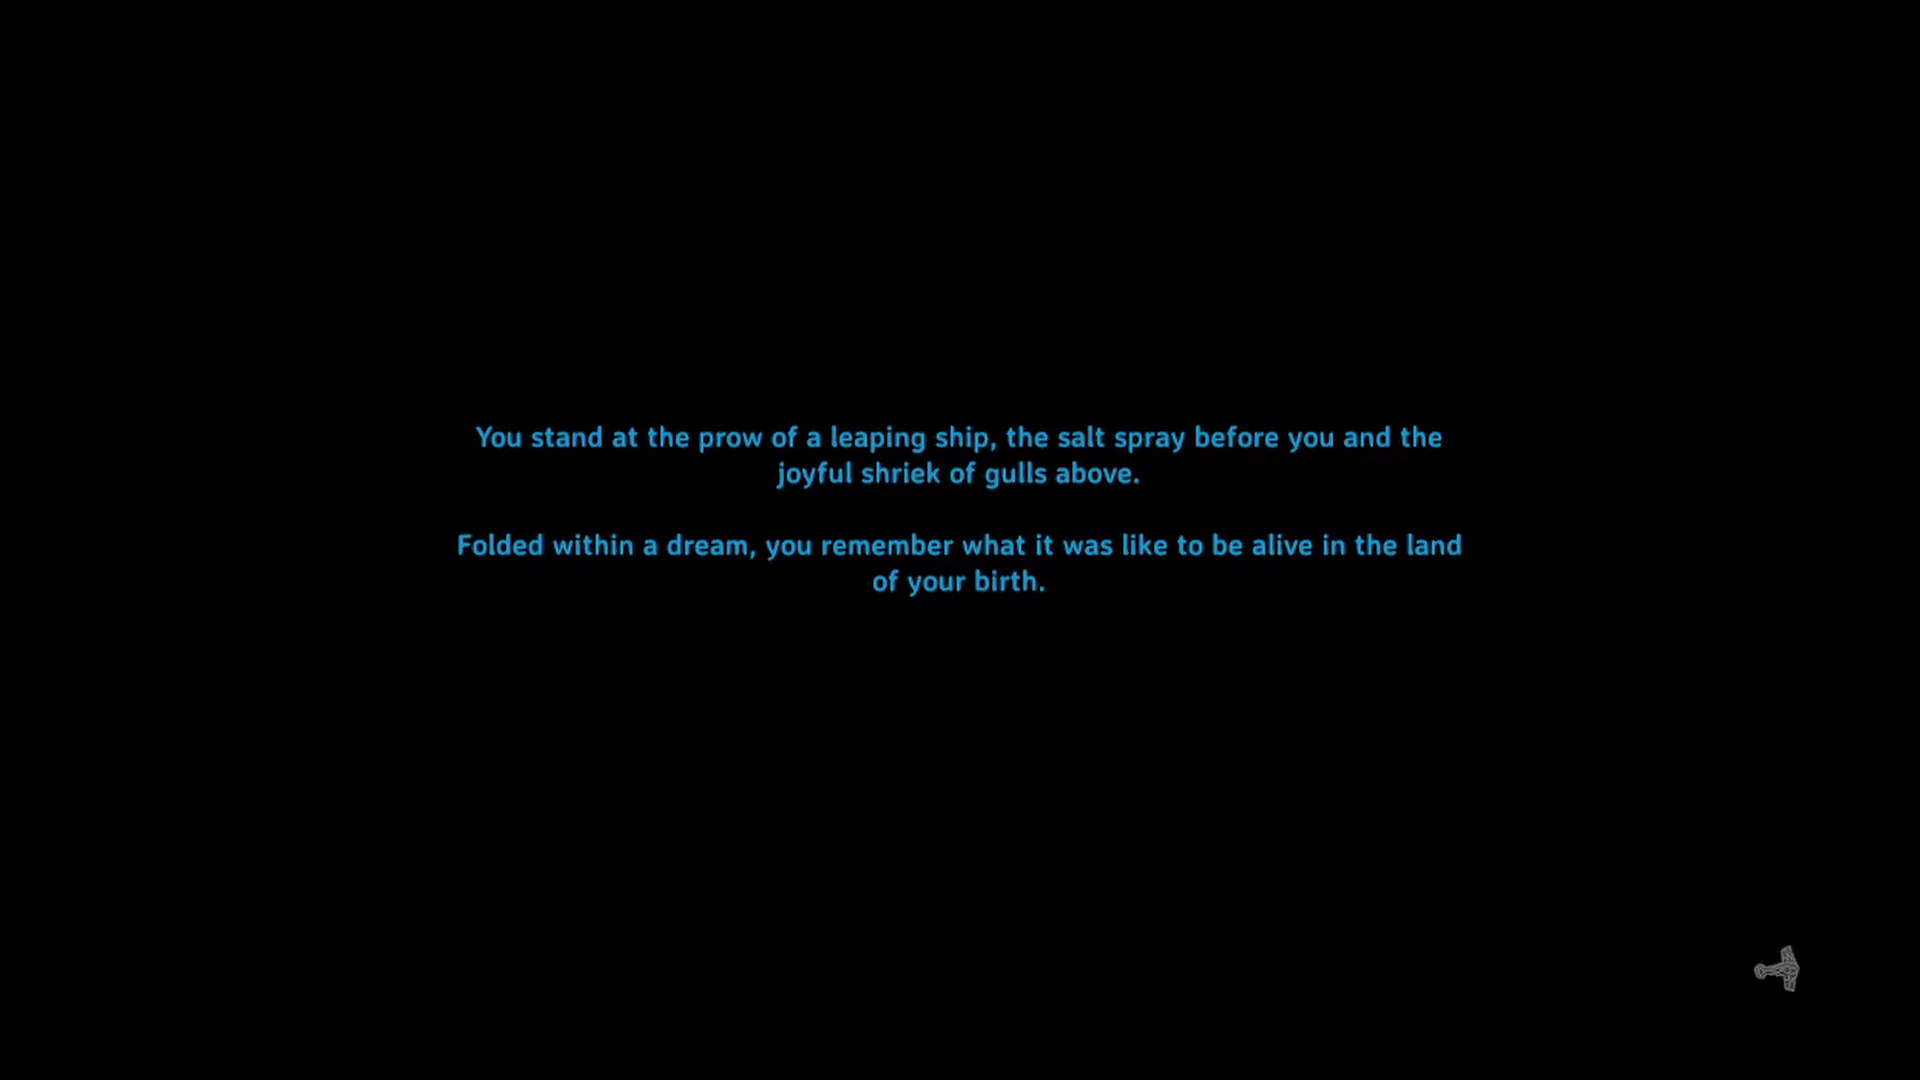 You stand at the prow of a leaping ship, the salt spray before you and the
joyful shriek of gulls above.
Folded within a dream, you remember what it was like to be alive in the land
of your birth.